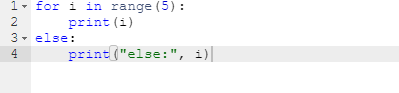 1 for i in range(5):
2     print(i)
3 else:
4     print("else:", i)